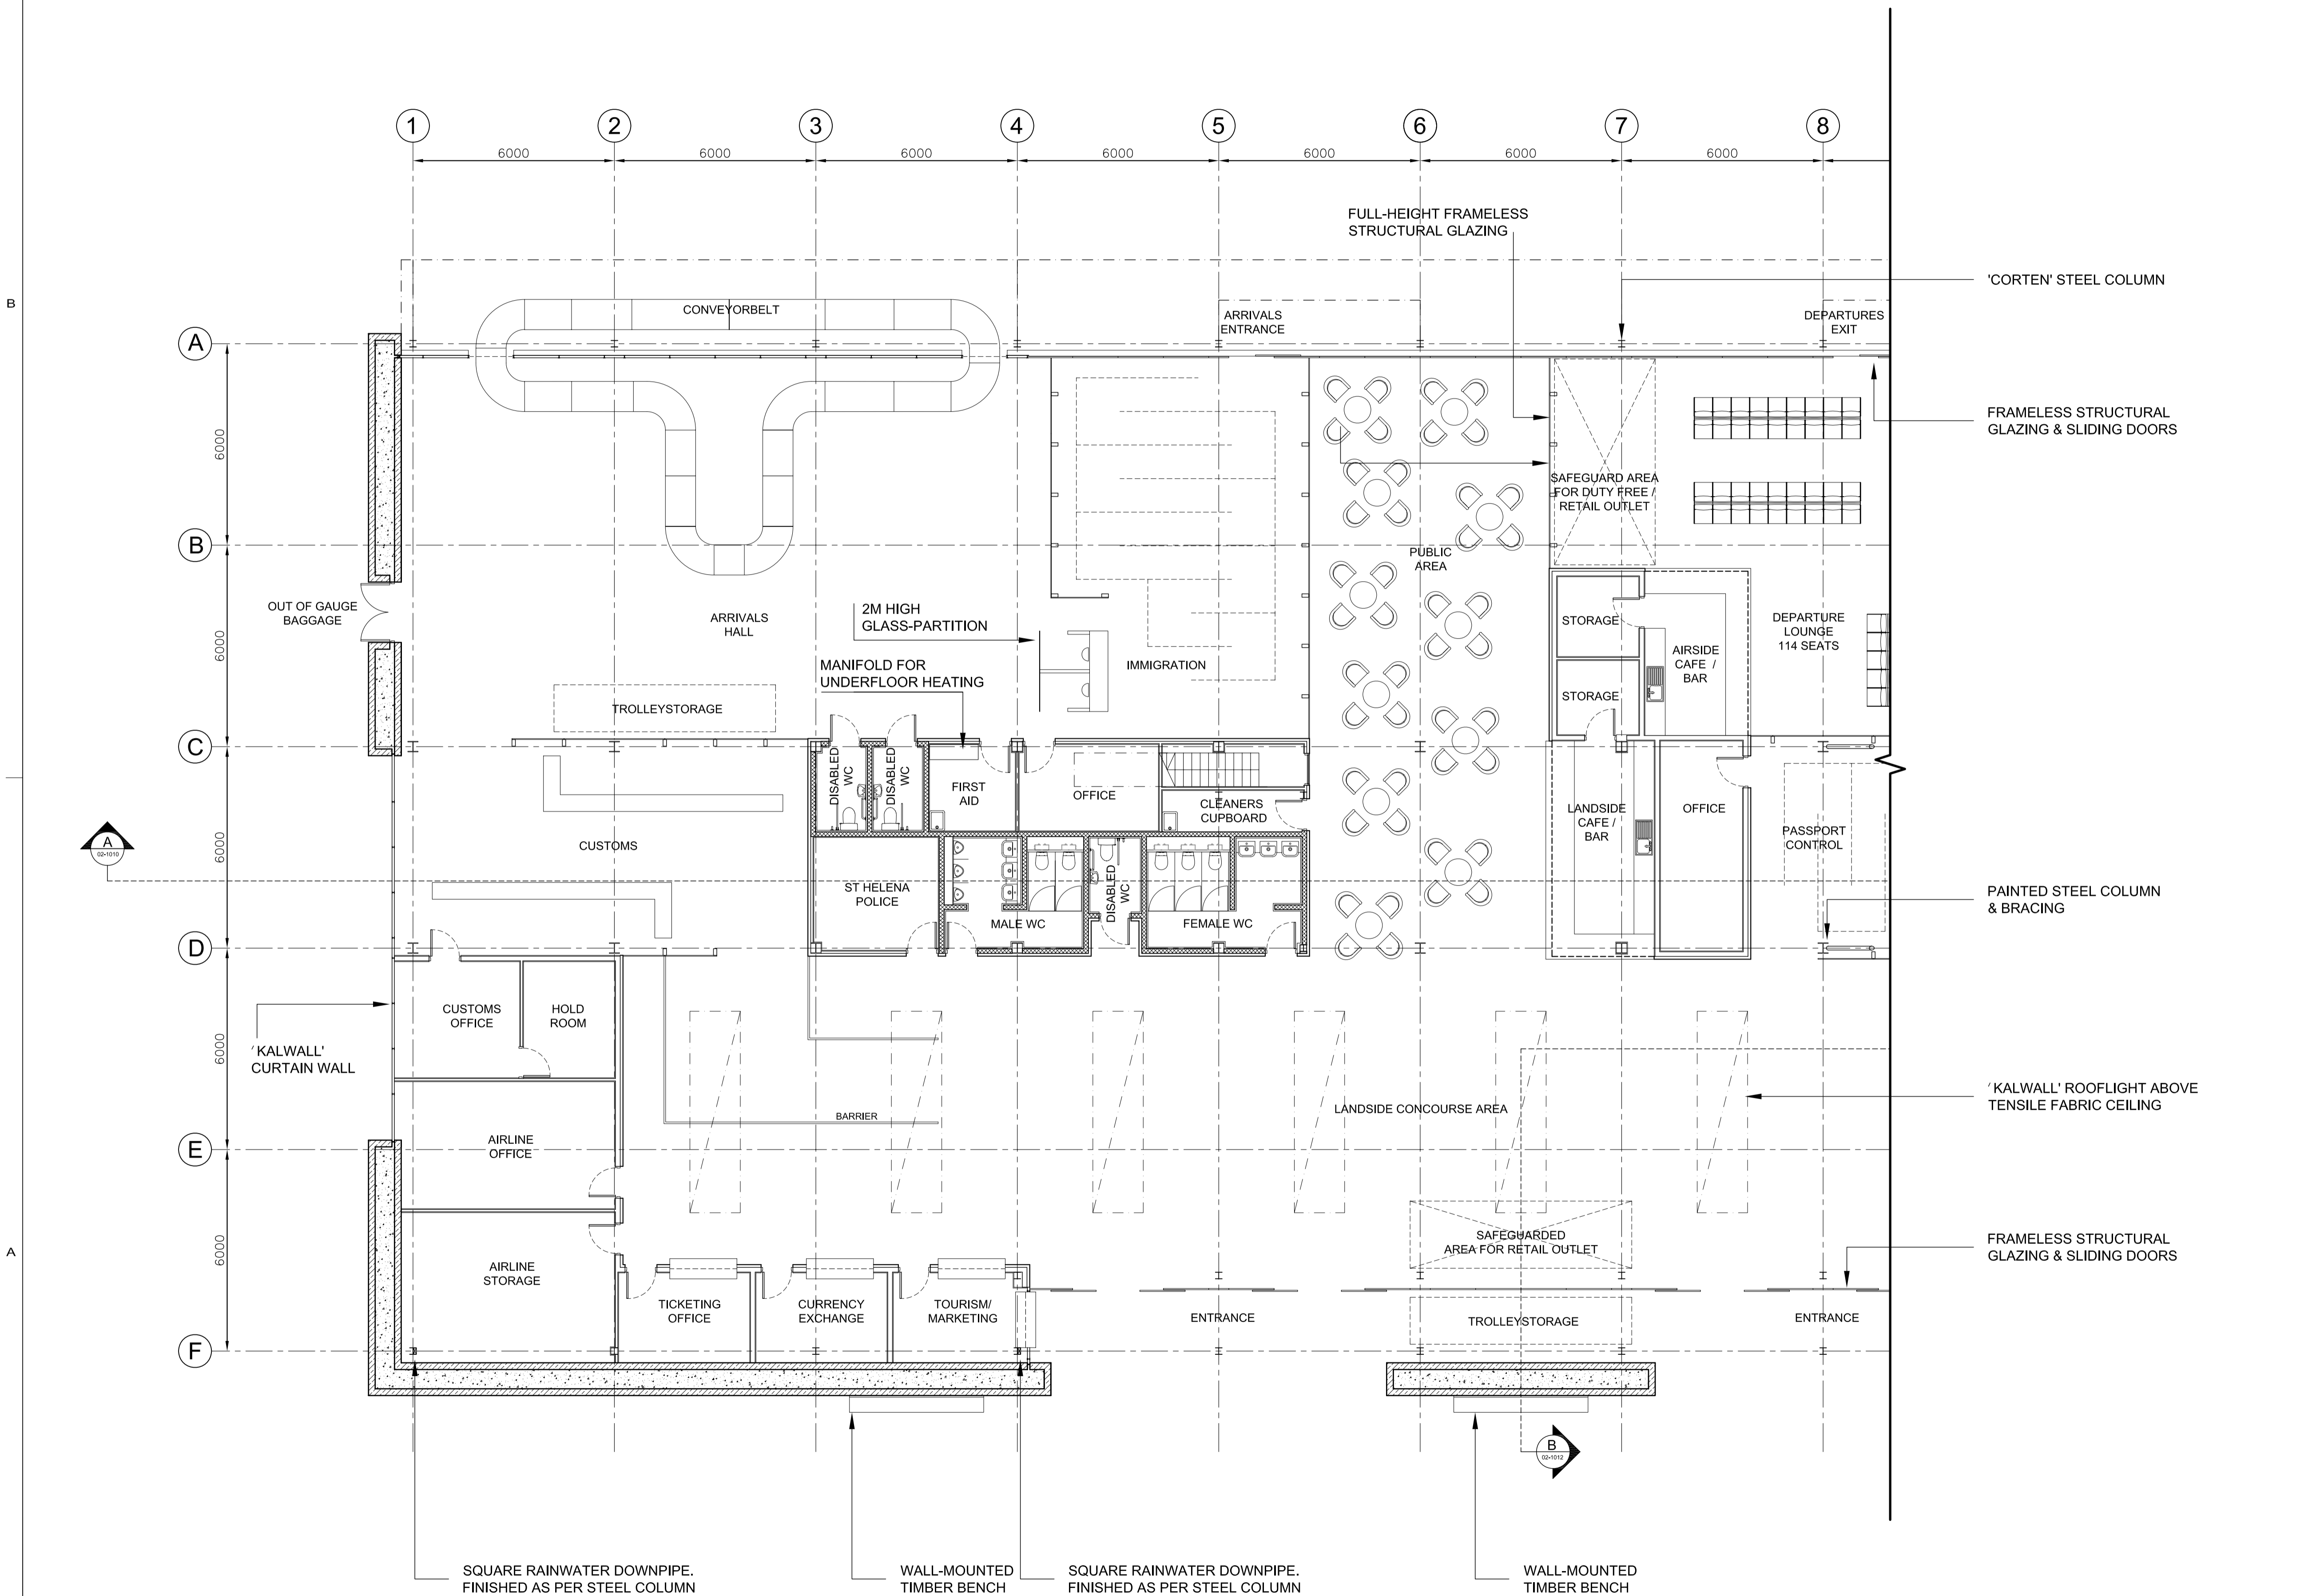 1
2
3
4
5
6
7
8
6000
6000
6000
6000
6000
6000
6000
FULL-HEIGHT FRAMELESS
STRUCTURAL GLAZING
'CORTEN' STEEL COLUMN
B
CONVEYORBELT
ARRIVALS
ENTRANCE
DEPARTURES
EXIT
A
FRAMELESS STRUCTURAL
GLAZING & SLIDING DOORS
6000
SAFEGUARD AREA
FOR DUTY FREE /
RETAIL OUTLET
B
PUBLIC
AREA
OUT OF GAUGE
BAGGAGE
ARRIVALS
HALL
2M HIGH
GLASS-PARTITION
STORAGE
DEPARTURE
LOUNGE
114 SEATS
6000
MANIFOLD FOR
UNDERFLOOR HEATING
IMMIGRATION
AIRSIDE
CAFE /
BAR
STORAGE
TROLLEYSTORAGE
C
DISABLED
WC
DISABLED
WC
FIRST
AID
OFFICE
CLEANERS
CUPBOARD
LANDSIDE
CAFE /
BAR
OFFICE
PASSPORT
CONTROL
6000
A
02-1010
CUSTOMS
ST HELENA
POLICE
MALE WC
DISABLED
WC
FEMALE WC
PAINTED STEEL COLUMN
& BRACING
D
CUSTOMS
OFFICE
HOLD
ROOM
6000
'KALWALL'
CURTAIN WALL
'KALWALL' ROOFLIGHT ABOVE
TENSILE FABRIC CEILING
BARRIER
LANDSIDE CONCOURSE AREA
E
AIRLINE
OFFICE
6000
SAFEGUARDED
AREA FOR RETAIL OUTLET
FRAMELESS STRUCTURAL
GLAZING & SLIDING DOORS
A
AIRLINE
STORAGE
TICKETING
OFFICE
CURRENCY
EXCHANGE
TOURISM/
MARKETING
ENTRANCE
TROLLEYSTORAGE
ENTRANCE
F
B
02-1012
SQUARE RAINWATER DOWNPIPE.
FINISHED AS PER STEEL COLUMN
WALL-MOUNTED
TIMBER BENCH
SQUARE RAINWATER DOWNPIPE.
FINISHED AS PER STEEL COLUMN
WALL-MOUNTED
TIMBER BENCH